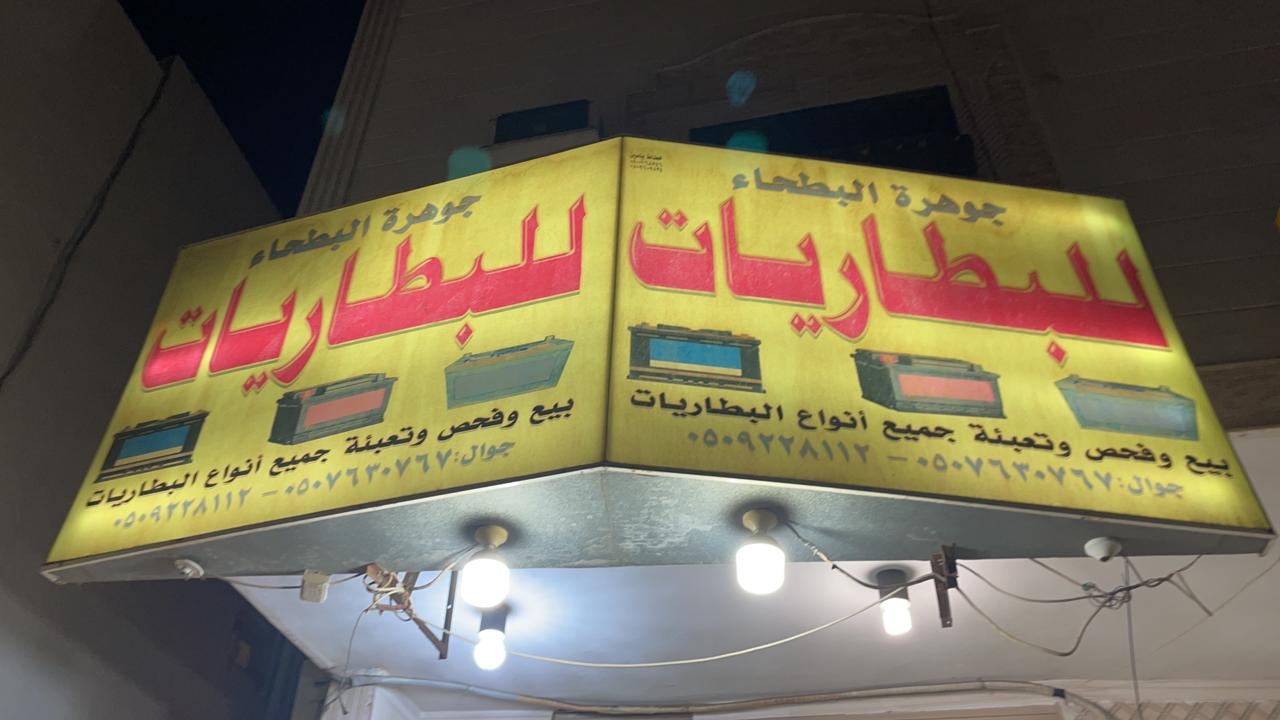 جوهرة البطحاء
للبطاريات
بيع وفحص وتعبئة جميع أنواع البطاريات
جوال: ٠٥٠٧٦٣٠٧٦٧ - ٠٥٠٩٢٢٨١١٢
جوهرة البطحاء
للبطاريات
بيع وفحص وتعبئة جميع أنواع البطاريات
جوال: ٠٥٠٧٦٣٠٧٦٧ - ٠٥٠٩٢٢٨١١٢